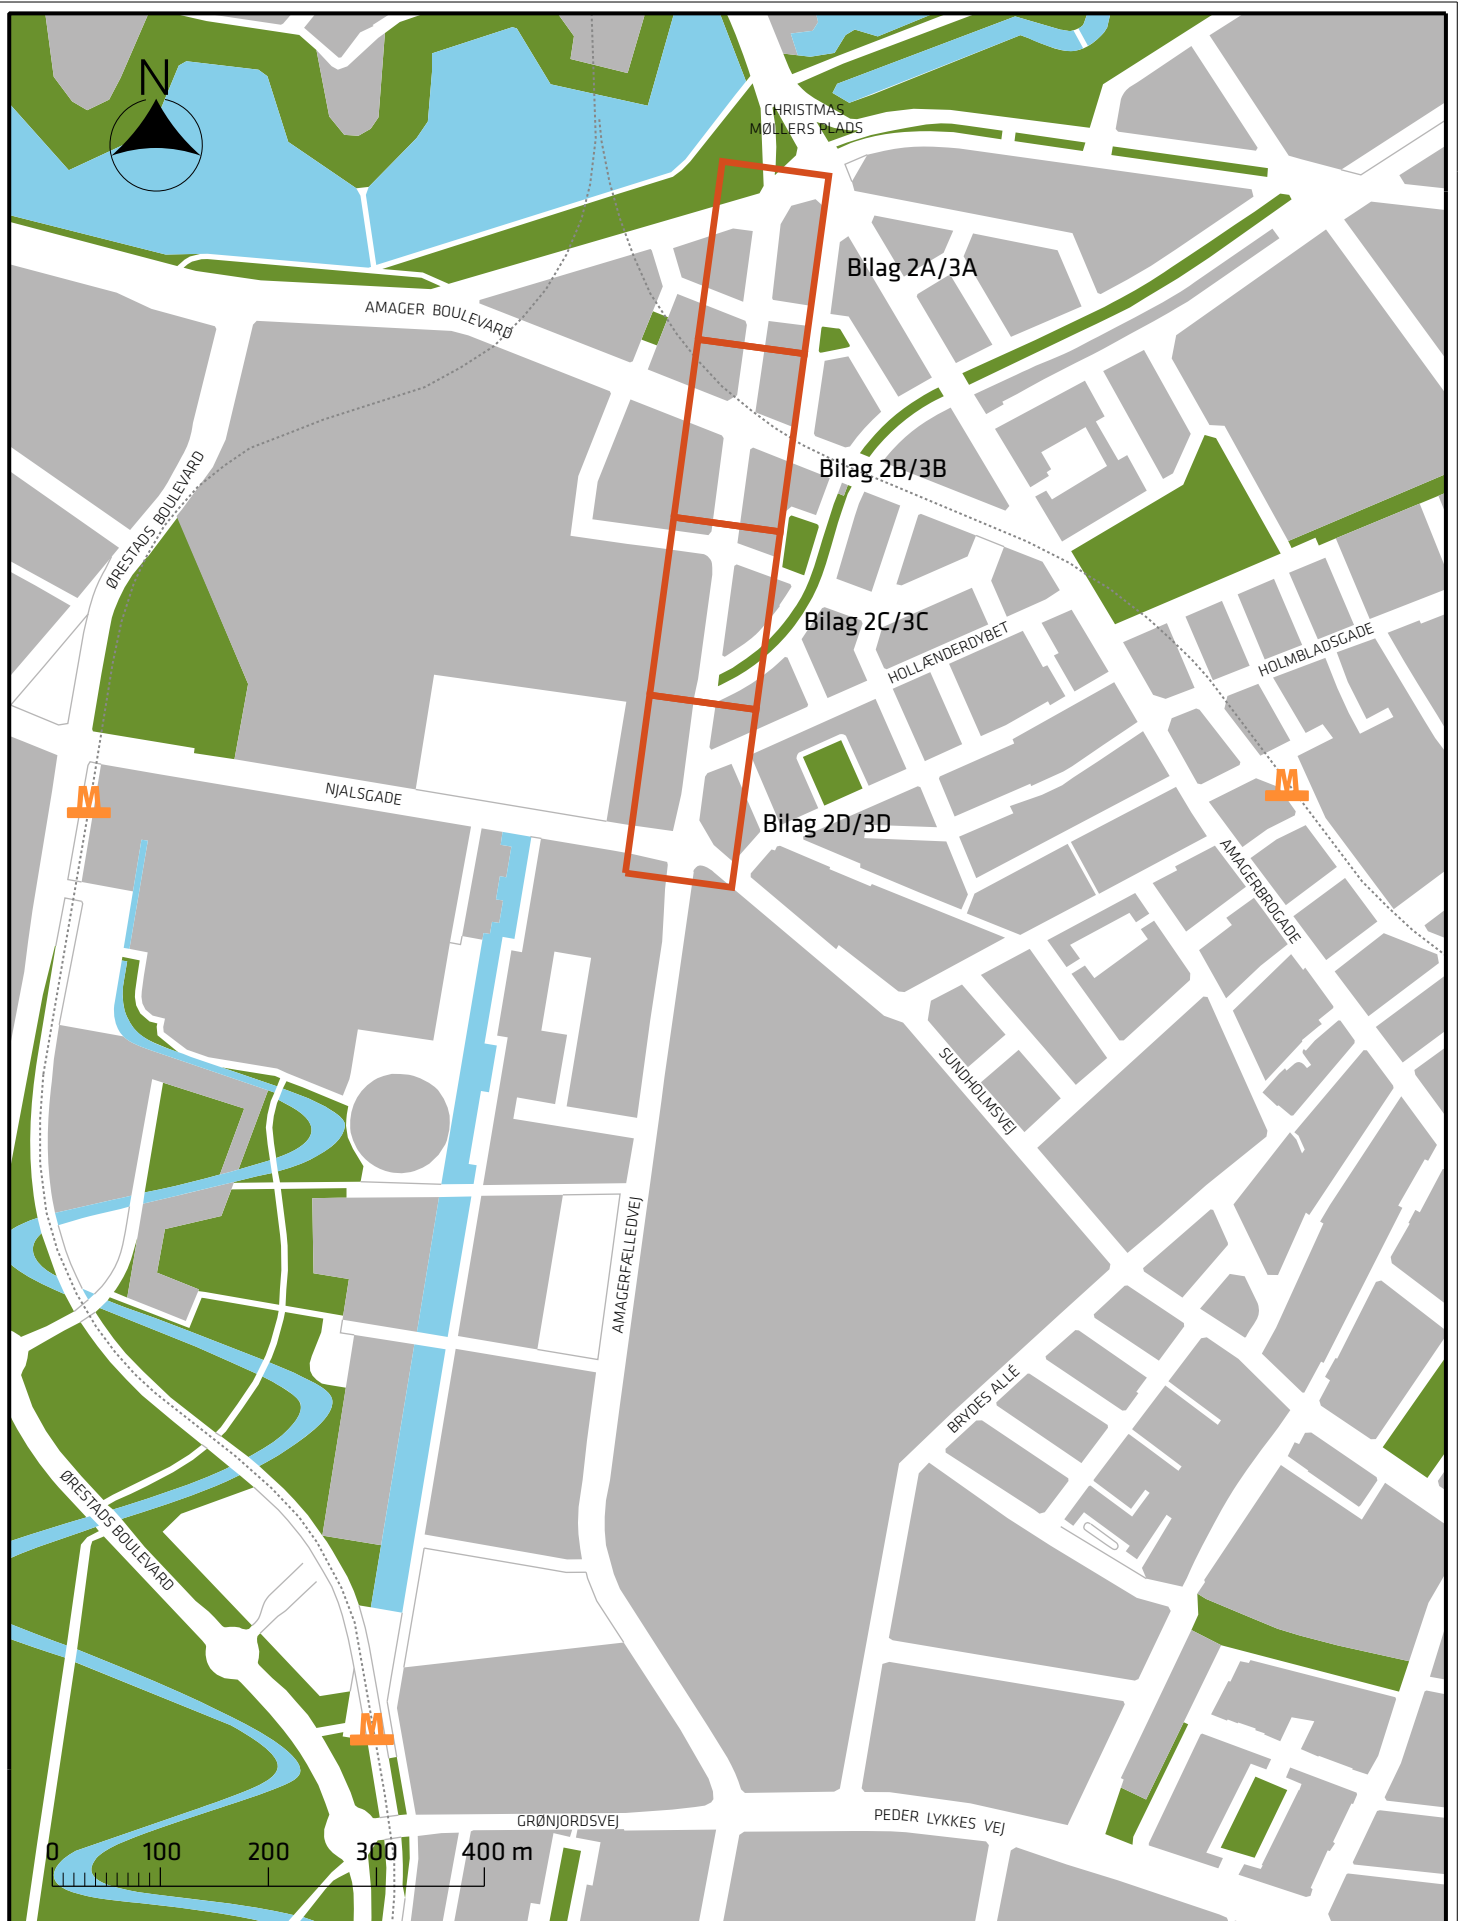 N
CHRISTMAS
MØLLERS PLADS
Bilag 2A/3A
AMAGER BOULEVARD
ØRESTADS BOULEVARD
Bilag 2B/3B
Bilag 2C/3C
HOLLÆNDERDYBET
HOLMBLADSGADE
M
M
NJALSGADE
Bilag 2D/3D
AMAGERBROGADE
SUNDHOLMSVEJ
AMAGERFÆLLEDVEJ
BRYDES ALLÉ
ØRESTADS BOULEVARD
M
GRØNJORDSVEJ
PEDER LYKKES VEJ
0 100 200 300 400 m